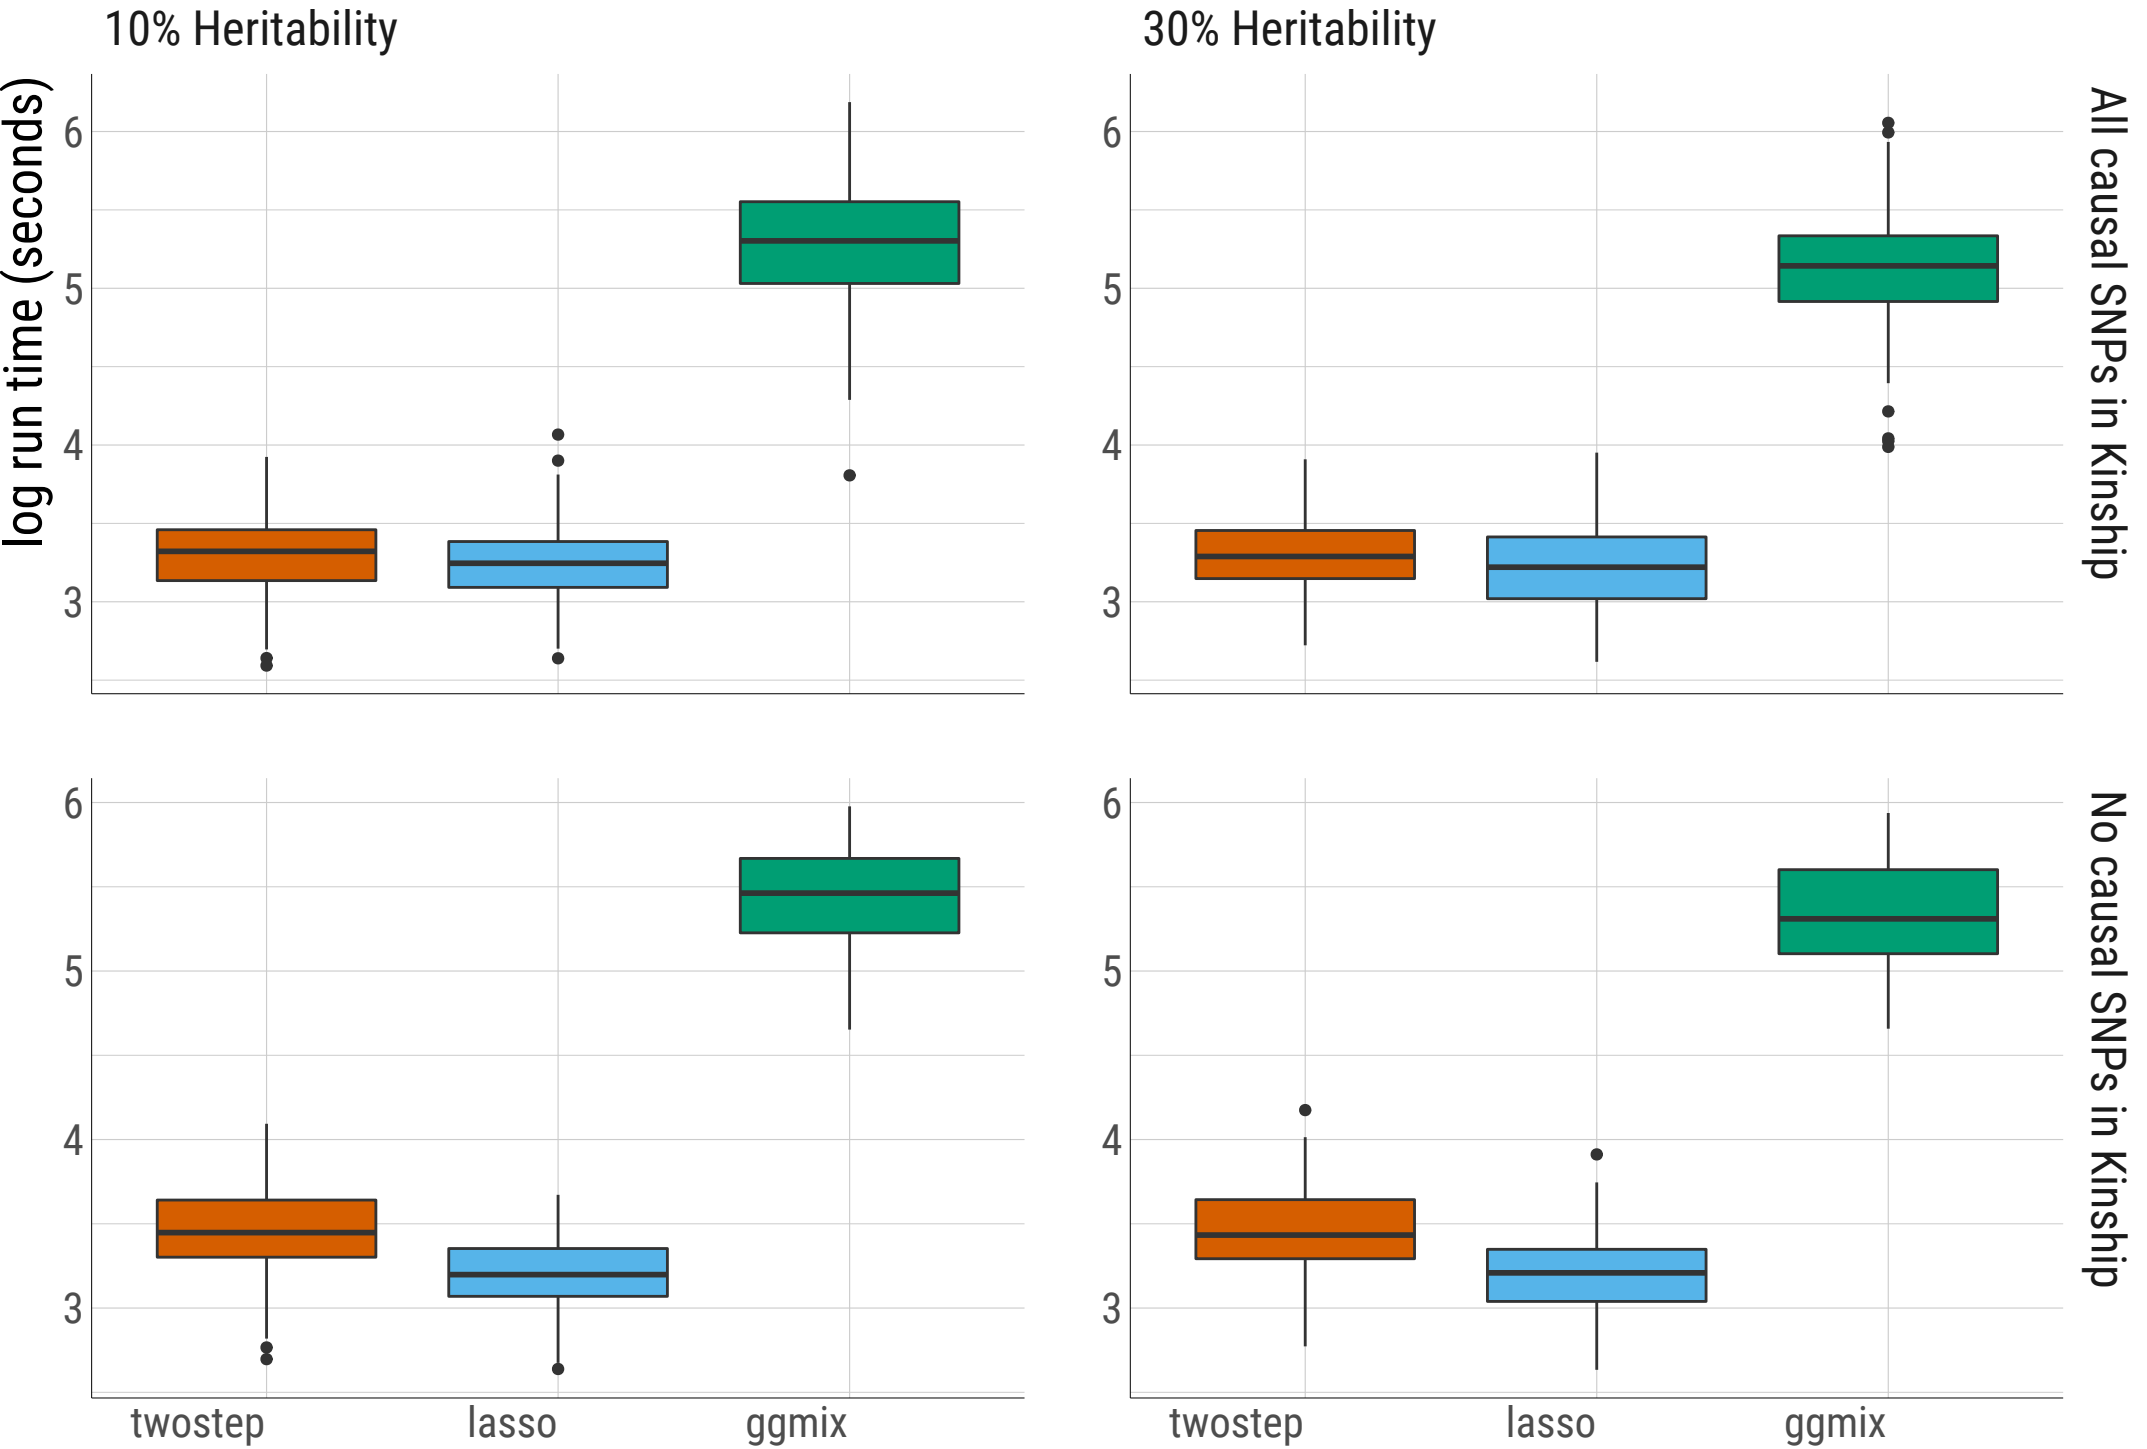 10% Heritability
30% Heritability
log run time (seconds)
6
5
4
3
6
5
4
3
All causal SNPs in Kinship
6
5
4
3
6
5
4
3
No causal SNPs in Kinship
twostep lasso ggmix
twostep lasso ggmix